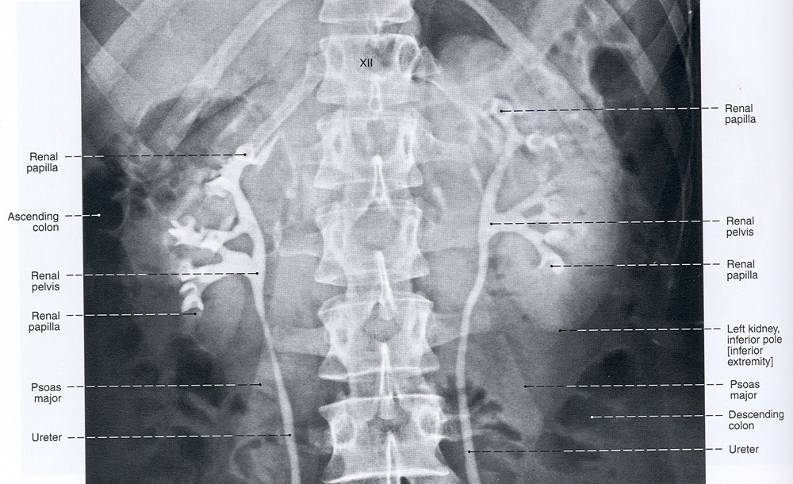 XII
Renal
papilla
Ascending
colon
Renal
pelvis
Renal
papilla
Psoas
major
Ureter
Renal
papilla
Renal
pelvis
Renal
papilla
Left kidney,
inferior pole
[inferior
extremity]
Psoas
major
Descending
colon
Ureter